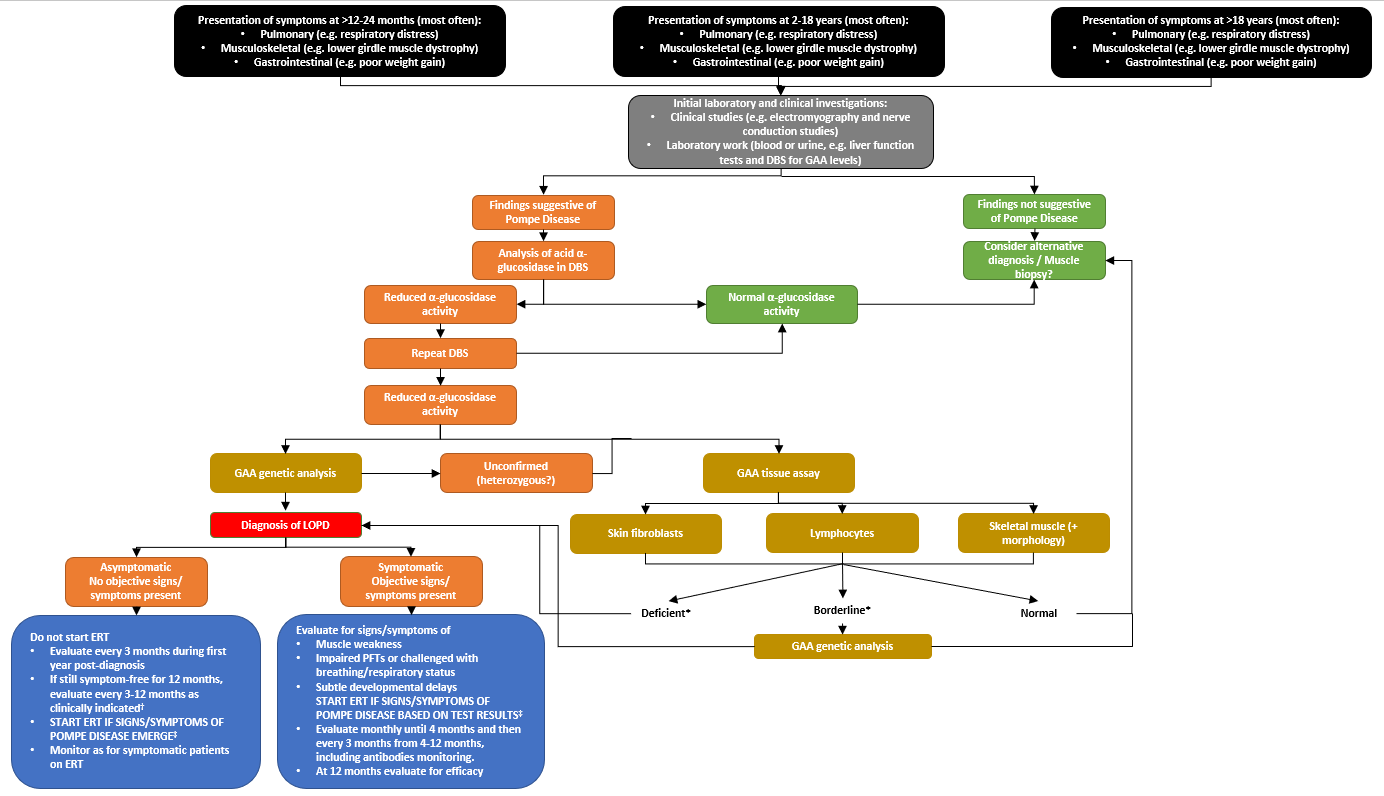 Presentation of symptoms at >12-24 months (most often):
• Pulmonary (e.g. respiratory distress)
• Musculoskeletal (e.g. lower girdle muscle dystrophy)
• Gastrointestinal (e.g. poor weight gain)
Presentation of symptoms at 2-18 years (most often):
• Pulmonary (e.g. respiratory distress)
• Musculoskeletal (e.g. lower girdle muscle dystrophy)
• Gastrointestinal (e.g. poor weight gain)
Presentation of symptoms at >18 years (most often):
• Pulmonary (e.g. respiratory distress)
• Musculoskeletal (e.g. lower girdle muscle dystrophy)
• Gastrointestinal (e.g. poor weight gain)
Initial laboratory and clinical investigations:
• Clinical studies (e.g. electromyography and nerve
conduction studies)
• Laboratory work (blood or urine, e.g. liver function
tests and DBS for GAA levels)
Findings suggestive of
Pompe Disease
Findings not suggestive
of Pompe Disease
Analysis of acid α-
glucosidase in DBS
Consider alternative
diagnosis / Muscle
biopsy?
Reduced α-glucosidase
activity
Normal α-glucosidase
activity
Repeat DBS
Reduced α-glucosidase
activity
GAA genetic analysis
Unconfirmed
(heterozygous?)
GAA tissue assay
Diagnosis of LOPD
Skin fibroblasts
Lymphocytes
Skeletal muscle (+
morphology)
Asymptomatic
No objective signs/
symptoms present
Symptomatic
Objective signs/
symptoms present
Deficient*
Borderline*
Normal
GAA genetic analysis
Do not start ERT
• Evaluate every 3 months during first
year post-diagnosis
• If still symptom-free for 12 months,
evaluate every 3-12 months as
clinically indicated†
• START ERT IF SIGNS/SYMPTOMS OF
POMPE DISEASE EMERGE‡
• Monitor as for symptomatic patients
on ERT
Evaluate for signs/symptoms of
• Muscle weakness
• Impaired PFTs or challenged with
breathing/respiratory status
• Subtle developmental delays
START ERT IF SIGNS/SYMPTOMS OF
POMPE DISEASE BASED ON TEST RESULTS‡
• Evaluate monthly until 4 months and then
every 3 months from 4-12 months,
including antibodies monitoring.
• At 12 months evaluate for efficacy